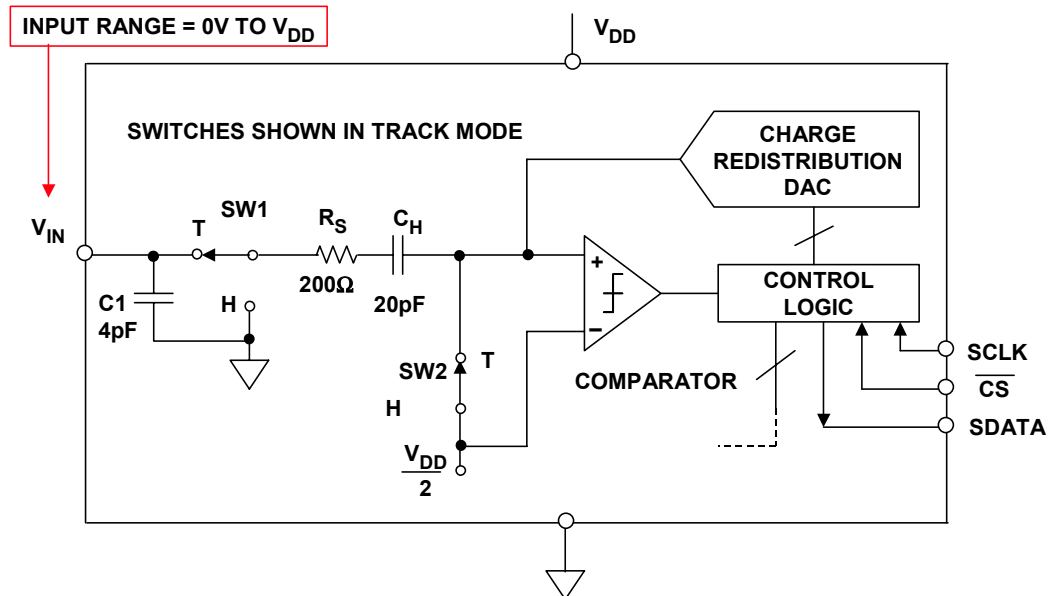 INPUT RANGE = 0V TO VDD
VDD
SWITCHES SHOWN IN TRACK MODE
CHARGE
REDISTRIBUTION
DAC
VIN
T
SW1
RS
CH
200Ω
20pF
C1
4pF
H
+
−
CONTROL
LOGIC
SW2
T
H
COMPARATOR
VDD
2
SCLK
CS
SDATA